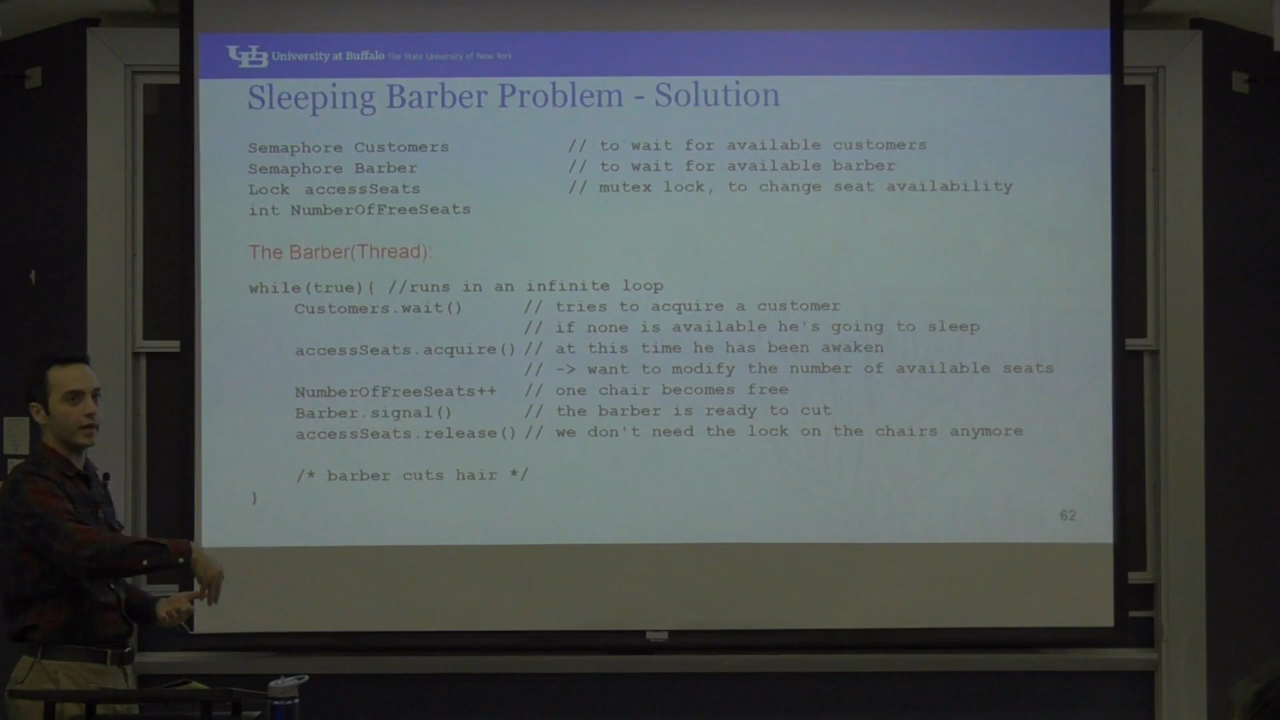 University at Buffalo The State University of New York
Sleeping Barber Problem - Solution
Semaphore Customers // to wait for available customers
Semaphore Barber // to wait for available barber
Lock accessSeats // mutex lock, to change seat availability
int NumberOfFreeSeats
The Barber(Thread):
while(true){ //runs in an infinite loop
Customers.wait() // tries to acquire a customer
// if none is available he's going to sleep
accessSeats.acquire() // at this time he has been awaken
// -> want to modify the number of available seats
NumberOfFreeSeats++ // one chair becomes free
Barber.signal() // the barber is ready to cut
accessSeats.release() // we don't need the lock on the chairs anymore
/* barber cuts hair */
}
62